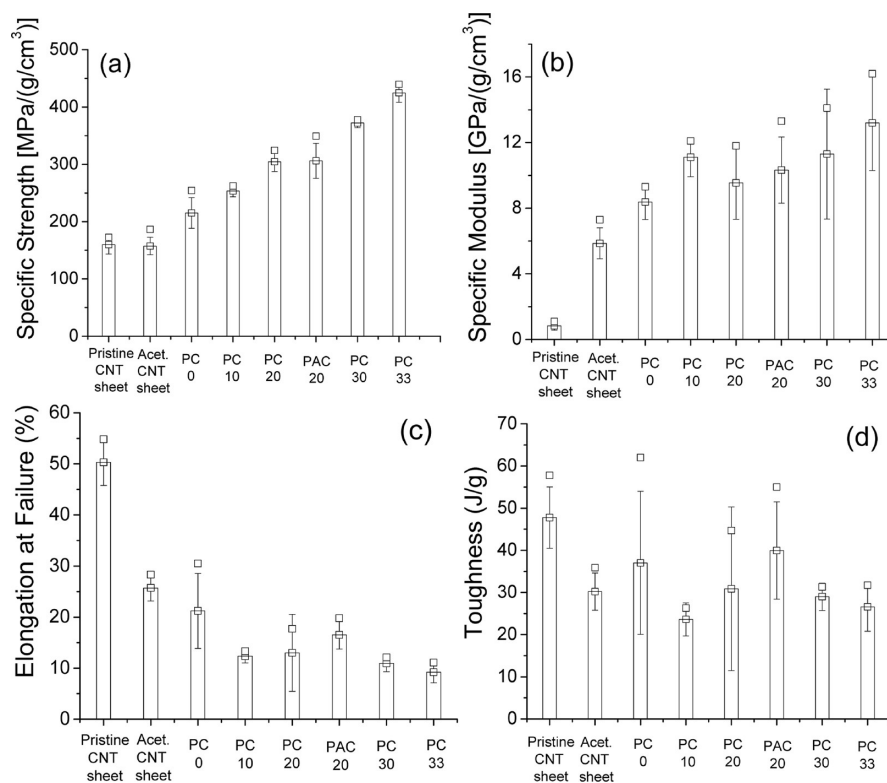 (a)
Specific Strength [MPa/(g/cm³)]
500
400
300
200
100
0
Pristine CNT sheet
Acet. CNT sheet
PC 0
PC 10
PC 20
PAC 20
PC 30
PC 33
(b)
Specific Modulus [GPa/(g/cm³)]
16
12
8
4
0
Pristine CNT sheet
Acet. CNT sheet
PC 0
PC 10
PC 20
PAC 20
PC 30
PC 33
(c)
Elongation at Failure (%)
60
50
40
30
20
10
0
Pristine CNT sheet
Acet. CNT sheet
PC 0
PC 10
PC 20
PAC 20
PC 30
PC 33
(d)
Toughness (J/g)
70
60
50
40
30
20
10
0
Pristine CNT sheet
Acet. CNT sheet
PC 0
PC 10
PC 20
PAC 20
PC 30
PC 33